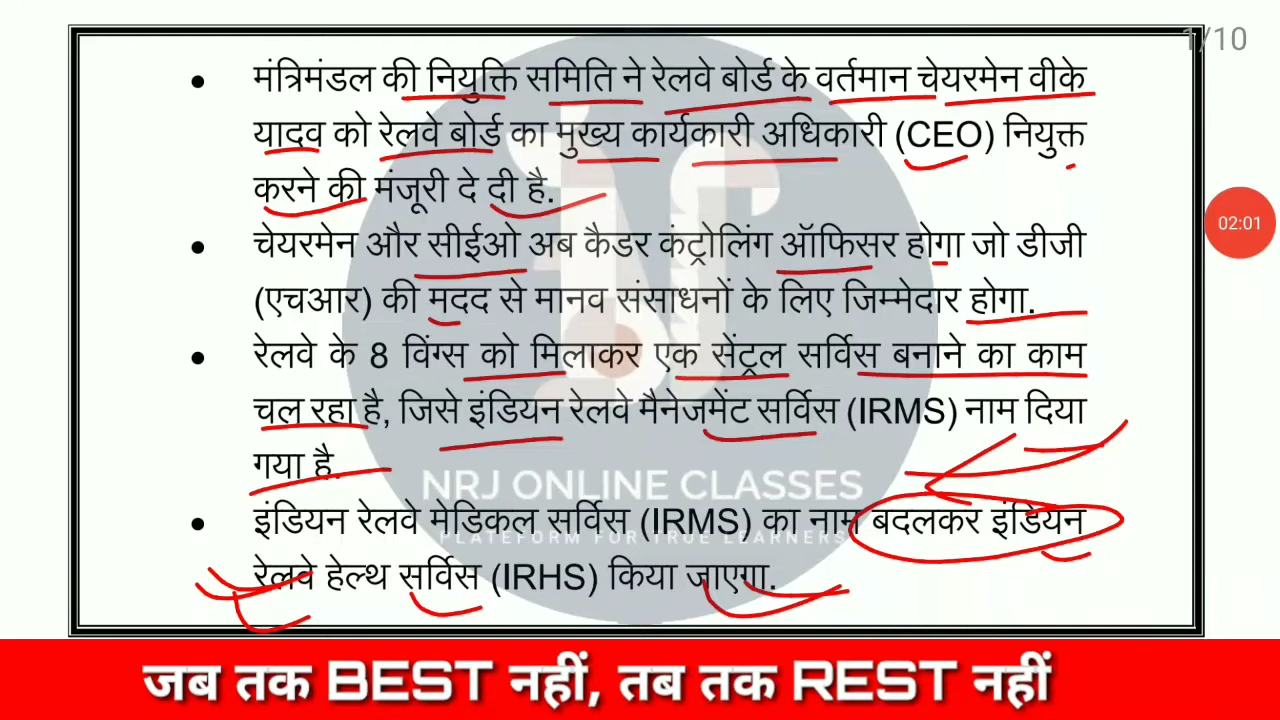 1/10
• मंत्रिमंडल की नियुक्ति समिति ने रेलवे बोर्ड के वर्तमान चेयरमेन वीके
यादव को रेलवे बोर्ड का मुख्य कार्यकारी अधिकारी (CEO) नियुक्त
करने की मंजूरी दे दी है.
02:01
• चेयरमेन और सीईओ अब कैडर कंट्रोलिंग ऑफिसर होगा जो डीजी
(एचआर) की मदद से मानव संसाधनों के लिए जिम्मेदार होगा.
• रेलवे के 8 विंग्स को मिलाकर एक सेंट्रल सर्विस बनाने का काम
चल रहा है, जिसे इंडियन रेलवे मैनेजमेंट सर्विस (IRMS) नाम दिया
गया है.
NRJ ONLINE CLASSES
• इंडियन रेलवे मेडिकल सर्विस (IRMS) का नाम बदलकर इंडियन
PLATEFORM FOR TRUE LEARNERS
रेलवे हेल्थ सर्विस (IRHS) किया जाएगा.
जब तक BEST नहीं, तब तक REST नहीं